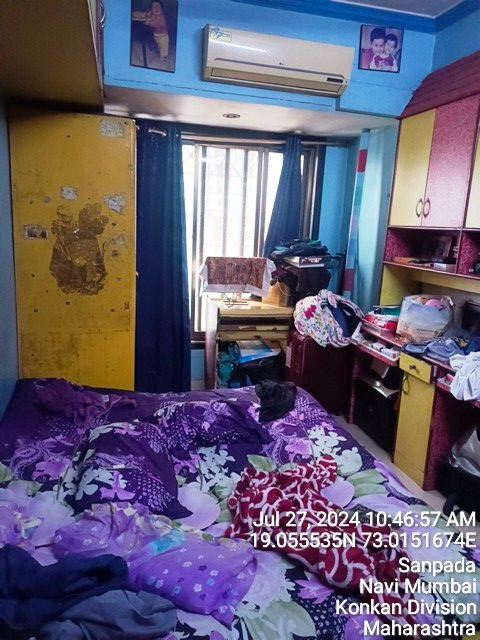 Jul 27, 2024 10:46:57 AM
19.055535N 73.0151674E
Sanpada
Navi Mumbai
Konkan Division
Maharashtra